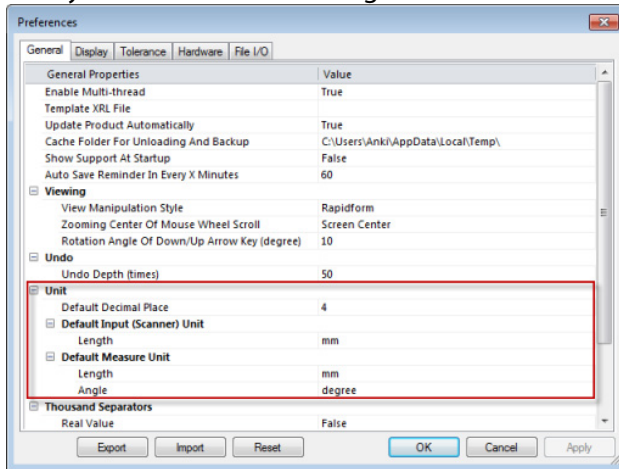 Preferences
General Display Tolerance Hardware File I/O
General Properties Value
Enable Multi-thread True
Template XRL File
Update Product Automatically True
Cache Folder For Unloading And Backup C:\Users\Anki\AppData\Local\Temp\
Show Support At Startup False
Auto Save Reminder In Every X Minutes 60
Viewing
View Manipulation Style Rapidform
Zooming Center Of Mouse Wheel Scroll Screen Center
Rotation Angle Of Down/Up Arrow Key (degree) 10
Undo
Undo Depth (times) 50
Unit
Default Decimal Place 4
Default Input (Scanner) Unit
Length mm
Default Measure Unit
Length mm
Angle degree
Thousand Separators
Real Value False
Export Import Reset OK Cancel Apply